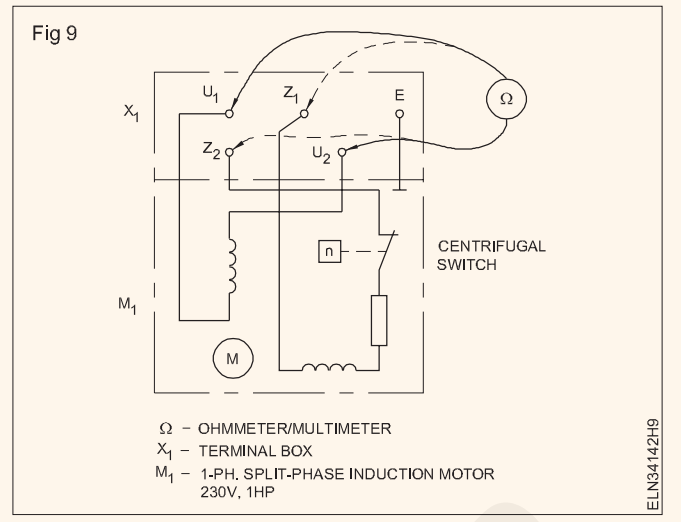 Fig 9
Ω
U1 Z1 E
X1
Z2 U2
n
CENTRIFUGAL
SWITCH
M1
M
Ω – OHMMETER/MULTIMETER
X1 – TERMINAL BOX
M1 – 1-PH. SPLIT-PHASE INDUCTION MOTOR
230V, 1HP
ELN34142H9